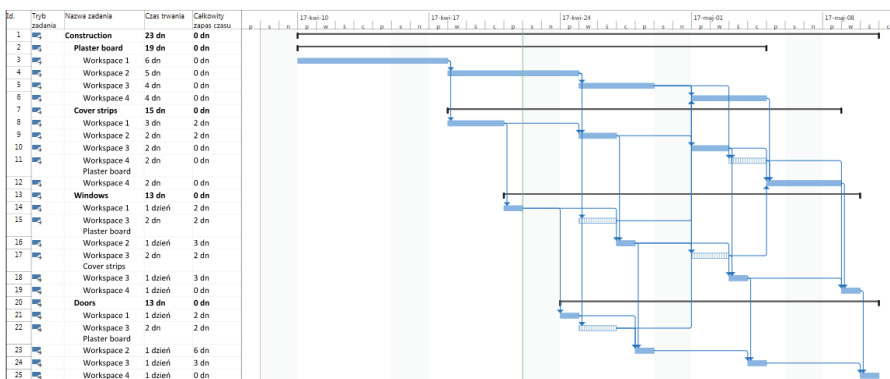 Id. Tryb zadania Nazwa zadania Czas trwania Całkowity zapas czasu
17-kwi-10 17-kwi-17 17-kwi-24 17-maj-01 17-maj-08
p s n p w ś c p s n p w ś c p s n p w ś c p s n p w ś c p s n p w ś c
1 Construction 23 dn 0 dn
2 Plaster board 19 dn 0 dn
3 Workspace 1 6 dn 0 dn
4 Workspace 2 5 dn 0 dn
5 Workspace 3 4 dn 0 dn
6 Workspace 4 4 dn 0 dn
7 Cover strips 15 dn 0 dn
8 Workspace 1 3 dn 2 dn
9 Workspace 2 2 dn 2 dn
10 Workspace 3 2 dn 0 dn
11 Workspace 4 2 dn 0 dn
Plaster board
12 Workspace 4 2 dn 0 dn
13 Windows 13 dn 0 dn
14 Workspace 1 1 dzień 2 dn
15 Workspace 3 2 dn 2 dn
Plaster board
16 Workspace 2 1 dzień 3 dn
17 Workspace 3 2 dn 2 dn
Cover strips
18 Workspace 3 1 dzień 3 dn
19 Workspace 4 1 dzień 0 dn
20 Doors 13 dn 0 dn
21 Workspace 1 1 dzień 2 dn
22 Workspace 3 2 dn 2 dn
Plaster board
23 Workspace 2 1 dzień 6 dn
24 Workspace 3 1 dzień 3 dn
25 Workspace 4 1 dzień 0 dn